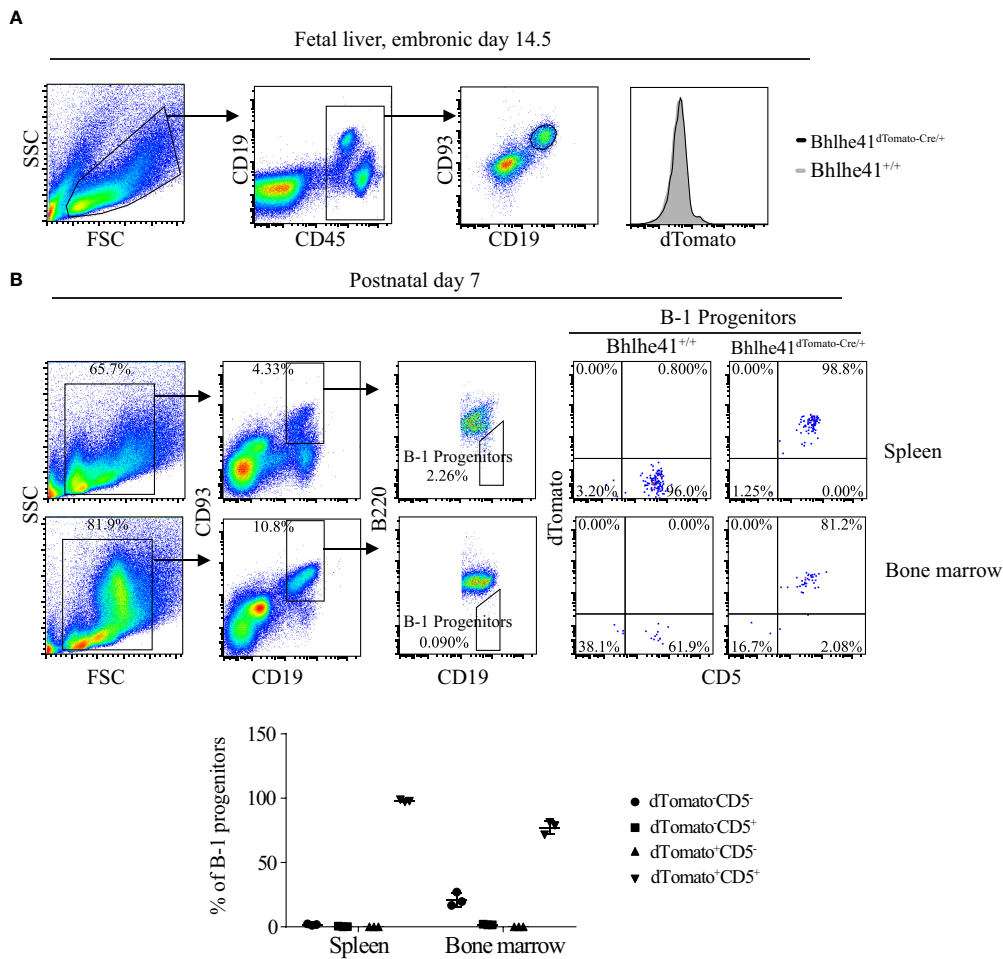 A
Fetal liver, embronic day 14.5
SSC
FSC
CD19
CD45
CD93
CD19
dTomato
Bhlhe41dTomato-Cre/+
Bhlhe41+/+
B
Postnatal day 7
B-1 Progenitors
Bhlhe41+/+
Bhlhe41dTomato-Cre/+
65.7%
4.33%
B-1 Progenitors
2.26%
0.00%
0.800%
3.20%
96.0%
0.00%
98.8%
1.25%
0.00%
Spleen
SSC
CD93
B220
dTomato
81.9%
10.8%
B-1 Progenitors
0.090%
0.00%
0.00%
38.1%
61.9%
0.00%
81.2%
16.7%
2.08%
Bone marrow
FSC
CD19
CD19
CD5
% of B-1 progenitors
150
100
50
0
Spleen
Bone marrow
dTomato-CD5-
dTomato-CD5+
dTomato+CD5-
dTomato+CD5+